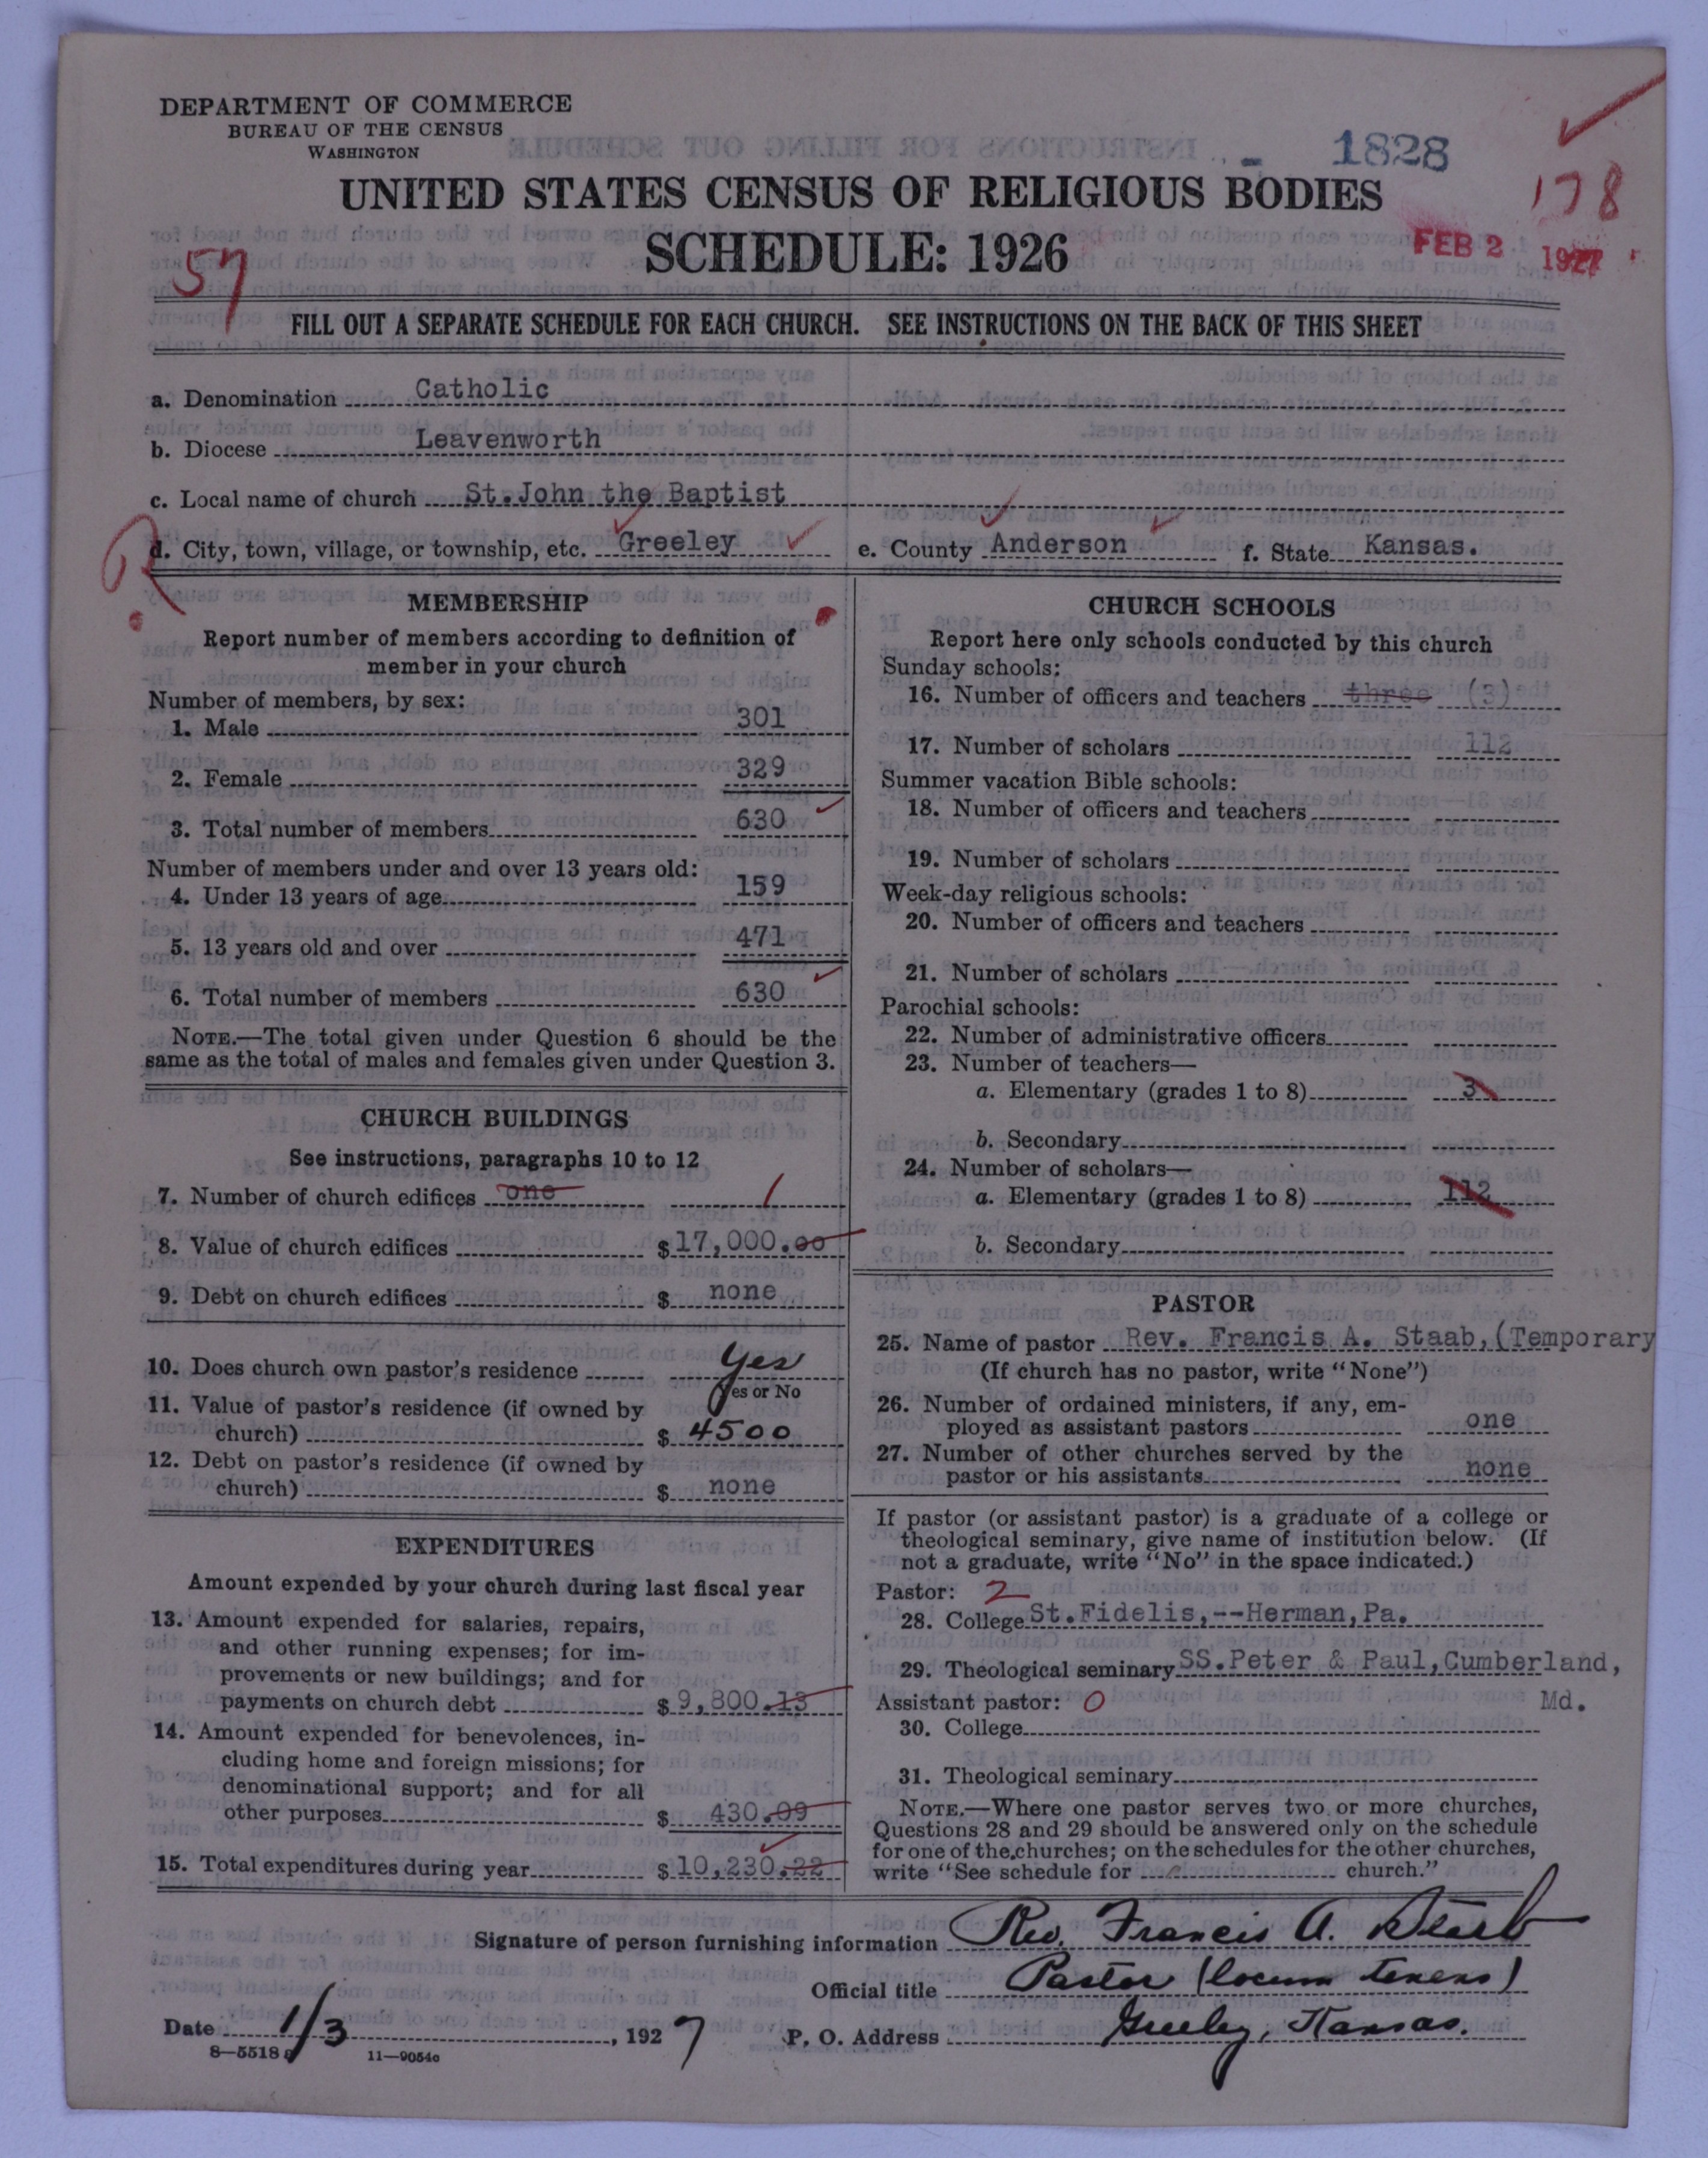 DEPARTMENT OF COMMERCE
BUREAU OF THE CENSUS
WASHINGTON
1828
178
UNITED STATES CENSUS OF RELIGIOUS BODIES
SCHEDULE: 1926
FEB 2 1927
57
FILL OUT A SEPARATE SCHEDULE FOR EACH CHURCH. SEE INSTRUCTIONS ON THE BACK OF THIS SHEET
a. Denomination Catholic
b. Diocese Leavenworth
c. Local name of church St.John the Baptist
d. City, town, village, or township, etc. Greeley e. County Anderson f. State Kansas.
MEMBERSHIP
Report number of members according to definition of
member in your church
Number of members, by sex:
1. Male 301
2. Female 329
3. Total number of members 630
Number of members under and over 13 years old:
4. Under 13 years of age 159
5. 13 years old and over 471
6. Total number of members 630
NOTE.—The total given under Question 6 should be the
same as the total of males and females given under Question 3.
CHURCH BUILDINGS
See instructions, paragraphs 10 to 12
7. Number of church edifices one 1
8. Value of church edifices $17,000.00
9. Debt on church edifices $ none
10. Does church own pastor's residence Yes
Yes or No
11. Value of pastor's residence (if owned by
church) $ 4500
12. Debt on pastor's residence (if owned by
church) $ none
EXPENDITURES
Amount expended by your church during last fiscal year
13. Amount expended for salaries, repairs,
and other running expenses; for im-
provements or new buildings; and for
payments on church debt $9,800.13
14. Amount expended for benevolences, in-
cluding home and foreign missions; for
denominational support; and for all
other purposes $ 430.09
15. Total expenditures during year $10,230.22
CHURCH SCHOOLS
Report here only schools conducted by this church
Sunday schools:
16. Number of officers and teachers three (3)
17. Number of scholars 112
Summer vacation Bible schools:
18. Number of officers and teachers
19. Number of scholars
Week-day religious schools:
20. Number of officers and teachers
21. Number of scholars
Parochial schools:
22. Number of administrative officers
23. Number of teachers—
a. Elementary (grades 1 to 8) 3
b. Secondary
24. Number of scholars—
a. Elementary (grades 1 to 8) 112
b. Secondary
PASTOR
25. Name of pastor Rev. Francis A. Staab,(Temporary
(If church has no pastor, write "None")
26. Number of ordained ministers, if any, em-
ployed as assistant pastors one
27. Number of other churches served by the
pastor or his assistants none
If pastor (or assistant pastor) is a graduate of a college or
theological seminary, give name of institution below. (If
not a graduate, write "No" in the space indicated.)
Pastor: 2
28. College St.Fidelis,--Herman,Pa.
29. Theological seminary SS.Peter & Paul,Cumberland,
Md.
Assistant pastor: 0
30. College
31. Theological seminary
NOTE.—Where one pastor serves two or more churches,
Questions 28 and 29 should be answered only on the schedule
for one of the churches; on the schedules for the other churches,
write "See schedule for church."
Signature of person furnishing information Rev. Francis A. Staab
Official title Pastor (locum tenens)
Date 1/3, 1927 P. O. Address Greeley, Kansas.
8—5518 a 11—9054c